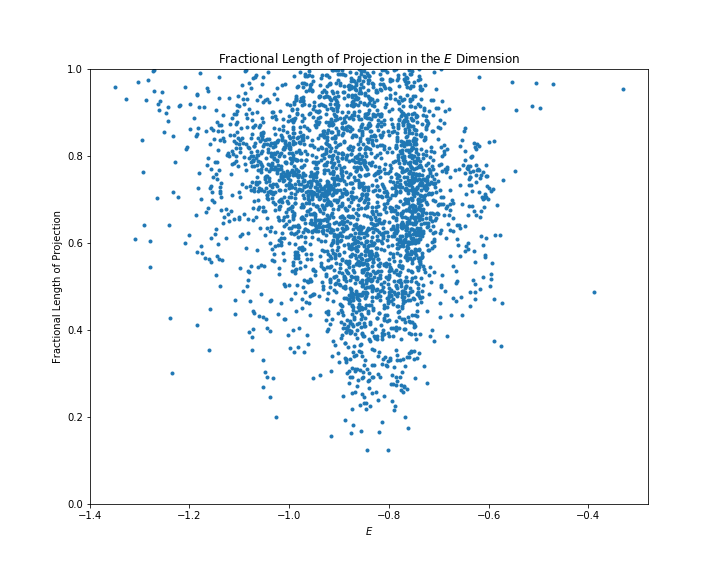 Fractional Length of Projection in the E Dimension
Fractional Length of Projection
1.0
0.8
0.6
0.4
0.2
0.0
−1.4 −1.2 −1.0 −0.8 −0.6 −0.4
E